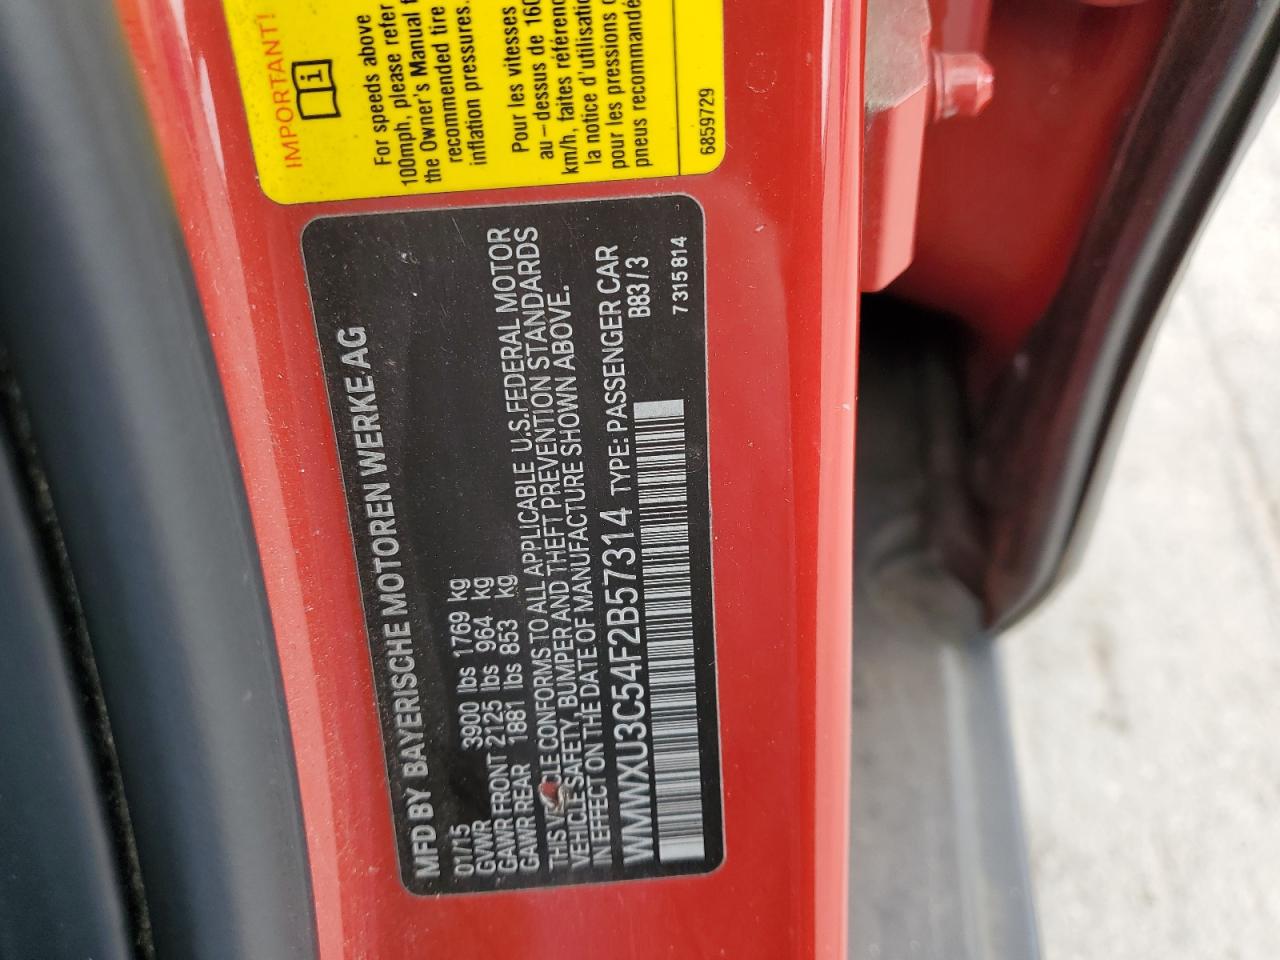 MFD BY BAYERISCHE MOTOREN WERKE AG
01/15
GVWR 3900 lbs 1769 kg
GAWR FRONT 2125 lbs 964 kg
GAWR REAR 1881 lbs 853 kg
THIS CONFORMS TO ALL APPLICABLE U.S.FEDERAL MOTOR
VEHICLE SAFETY, BUMPER AND THEFT PREVENTION STANDARDS
IN EFFECT ON THE DATE OF MANUFACTURE SHOWN ABOVE.
WMWXU3C54F2B57314 TYPE: PASSENGER CAR
B83/3
7315814
IMPORTANT!
i
For speeds above
100mph, please refer
the Owner's Manual
recommended tire
inflation pressures.
Pour les vitesses
au-dessus de 160
km/h, faites
la notice d'utilisation
pour les pressions
pneus
6859729